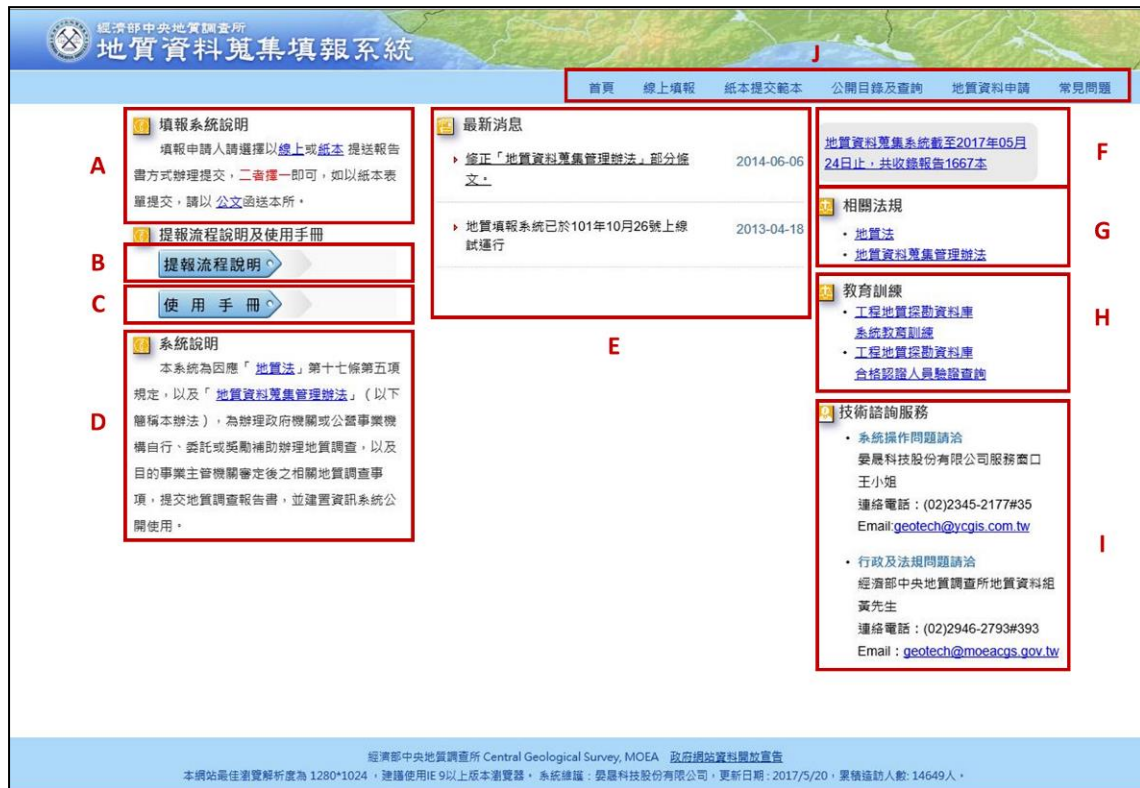 經濟部中央地質調查所
地質資料蒐集填報系統
J
首頁 線上填報 紙本提交範本 公開目錄及查詢 地質資料申請 常見問題
A
填報系統說明
填報申請人請選擇以線上或紙本 提送報告
書方式辦理提交，二者擇一即可，如以紙本表
單提交，請以 公文函送本所。
提報流程說明及使用手冊
B
提報流程說明
C
使用手冊
D
系統說明
本系統為因應「 地質法」第十七條第五項
規定，以及「 地質資料蒐集管理辦法」（以下
簡稱本辦法），為辦理政府機關或公營事業機
構自行、委託或獎勵補助辦理地質調查，以及
目的事業主管機關審定後之相關地質調查事
項，提交地質調查報告書，並建置資訊系統公
開使用。
最新消息
修正「地質資料蒐集管理辦法」部分條 2014-06-06
文。
地質填報系統已於101年10月26號上線 2013-04-18
試運行
E
地質資料蒐集系統截至2017年05月
24日止，共收錄報告1667本
F
相關法規
地質法
地質資料蒐集管理辦法
G
教育訓練
工程地質探勘資料庫
系統教育訓練
工程地質探勘資料庫
合格認證人員驗證查詢
H
技術諮詢服務
系統操作問題請洽
晏晟科技股份有限公司服務窗口
王小姐
連絡電話：(02)2345-2177#35
Email:geotech@ycgis.com.tw
行政及法規問題請洽
經濟部中央地質調查所地質資料組
黃先生
連絡電話：(02)2946-2793#393
Email：geotech@moeacgs.gov.tw
I
經濟部中央地質調查所 Central Geological Survey, MOEA 政府網站資料開放宣告
本網站最佳瀏覽解析度為 1280*1024 ，建議使用IE 9以上版本瀏覽器。 系統維護：晏晟科技股份有限公司，更新日期 : 2017/5/20，累積造訪人數: 14649人。